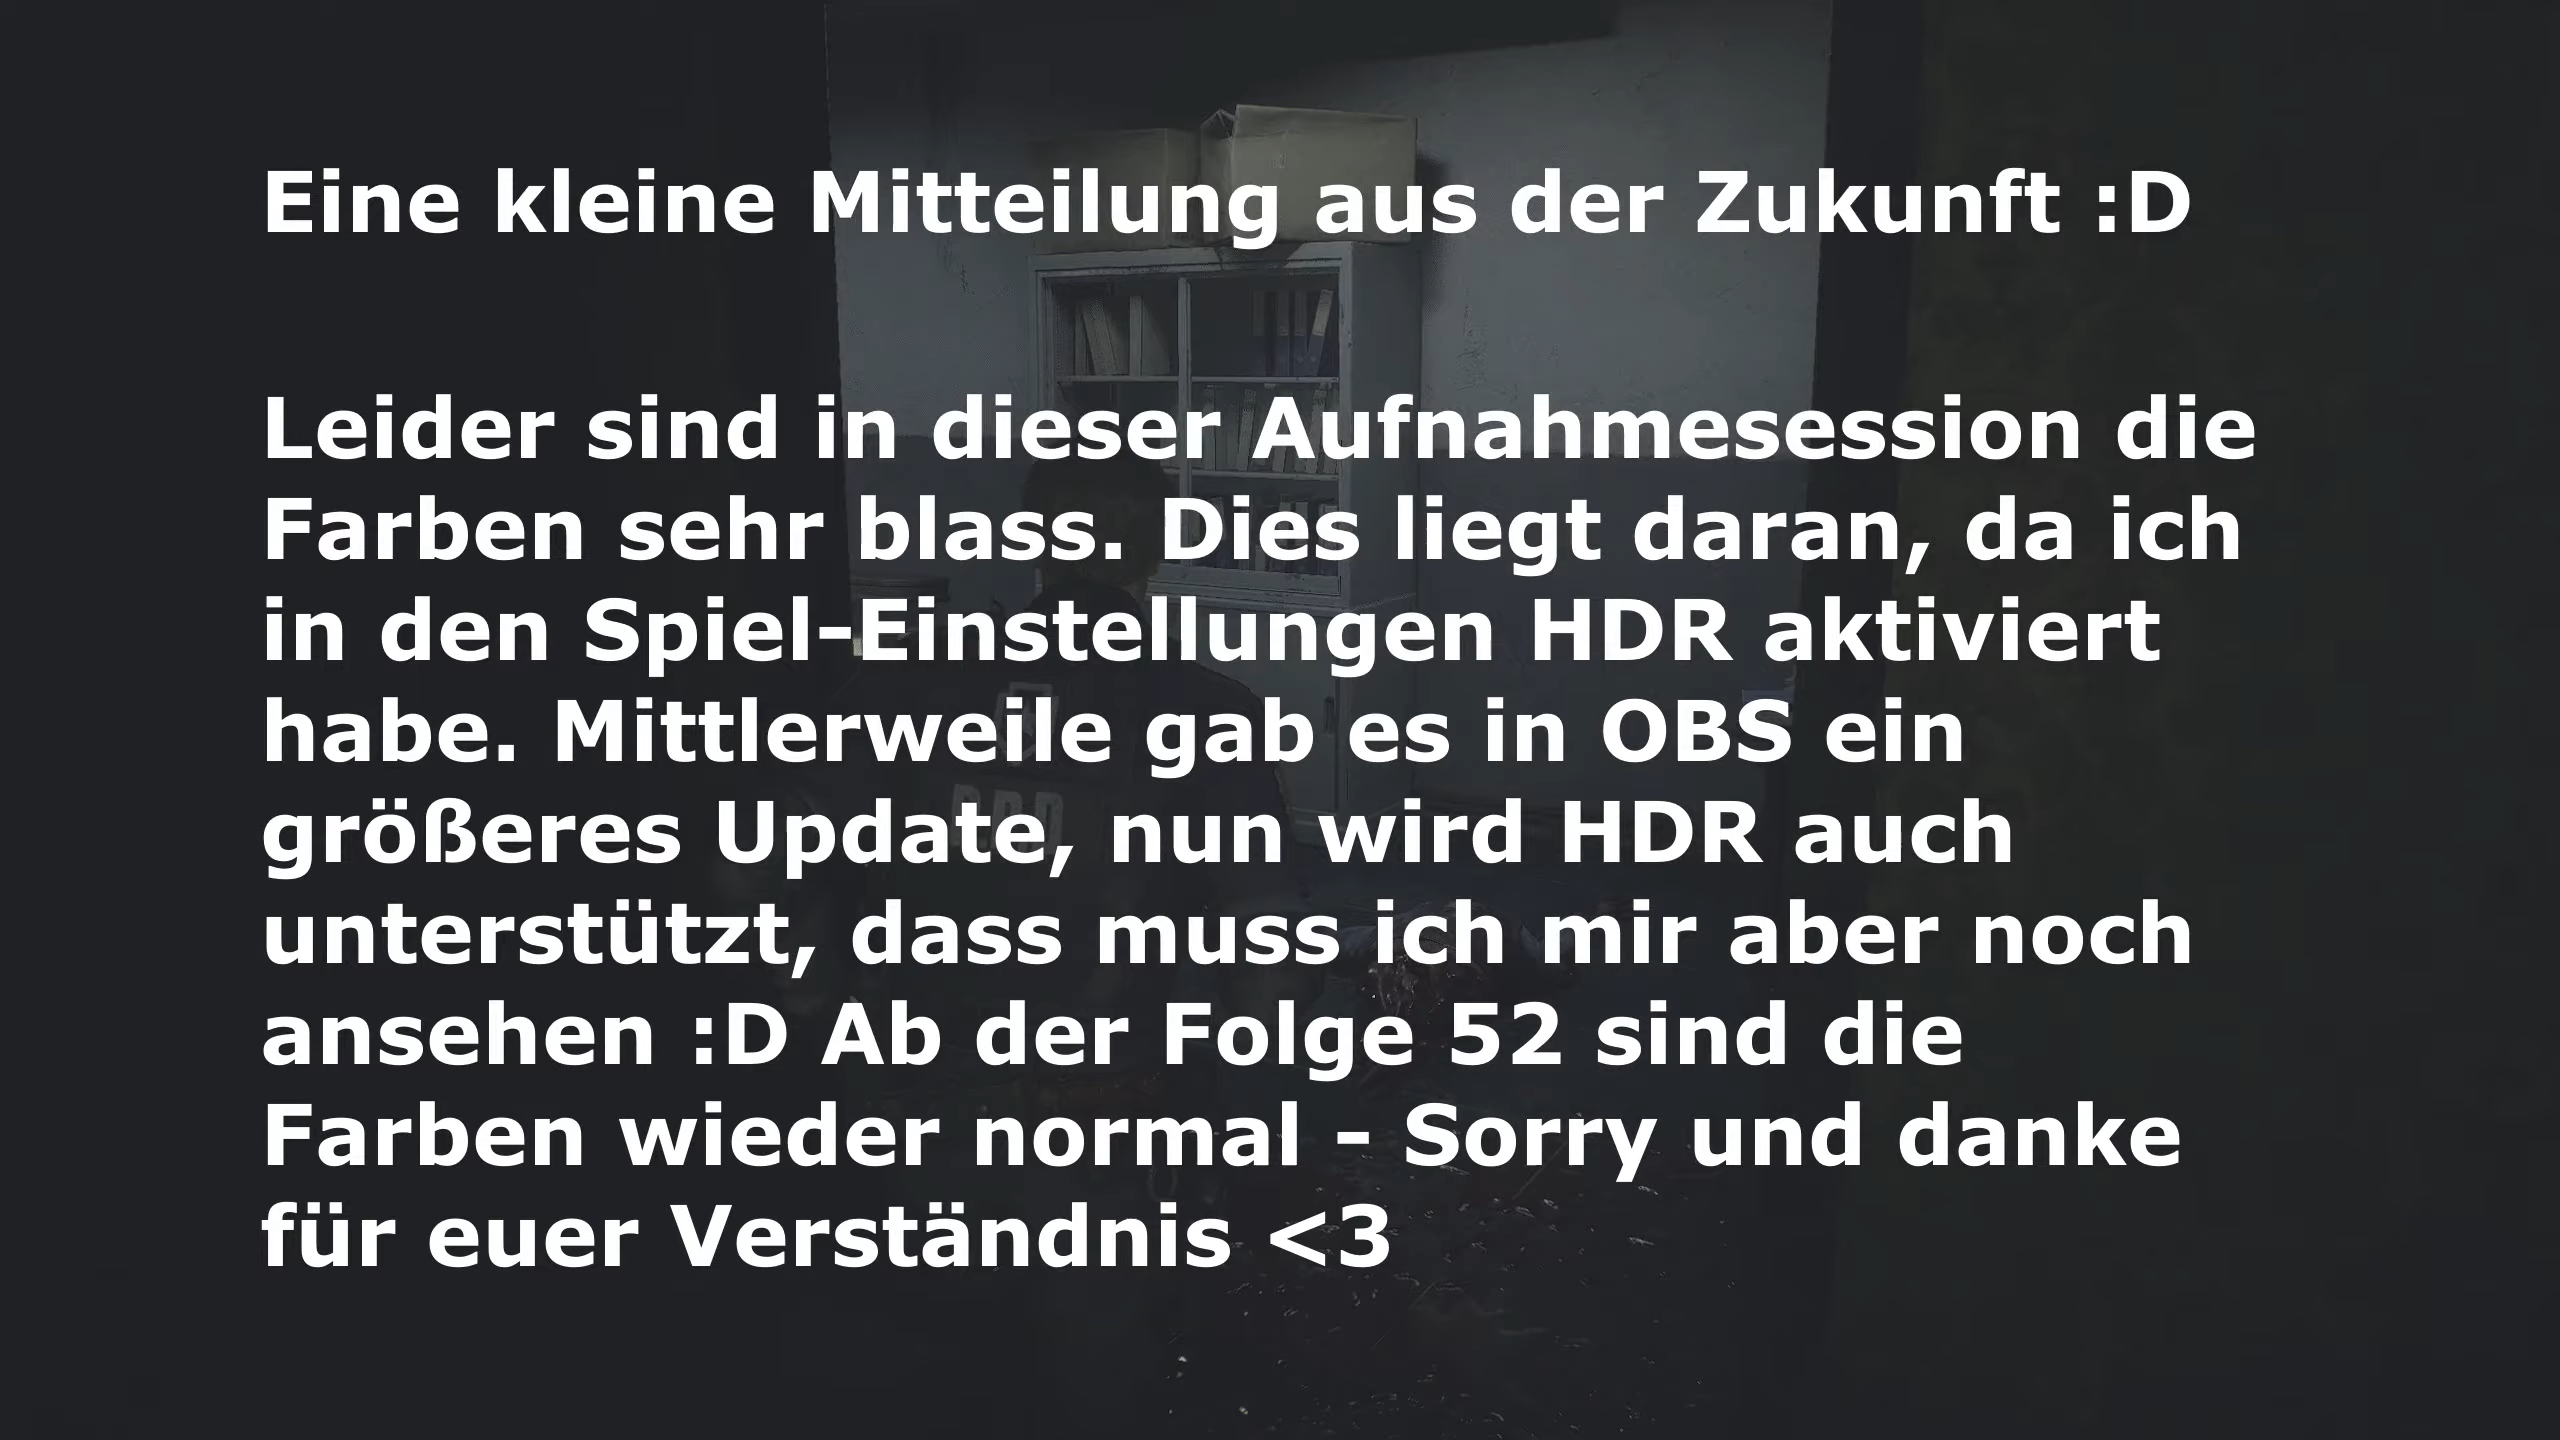 Eine kleine Mitteilung aus der Zukunft :D
Leider sind in dieser Aufnahmesession die
Farben sehr blass. Dies liegt daran, da ich
in den Spiel-Einstellungen HDR aktiviert
habe. Mittlerweile gab es in OBS ein
größeres Update, nun wird HDR auch
unterstützt, dass muss ich mir aber noch
ansehen :D Ab der Folge 52 sind die
Farben wieder normal - Sorry und danke
für euer Verständnis <3